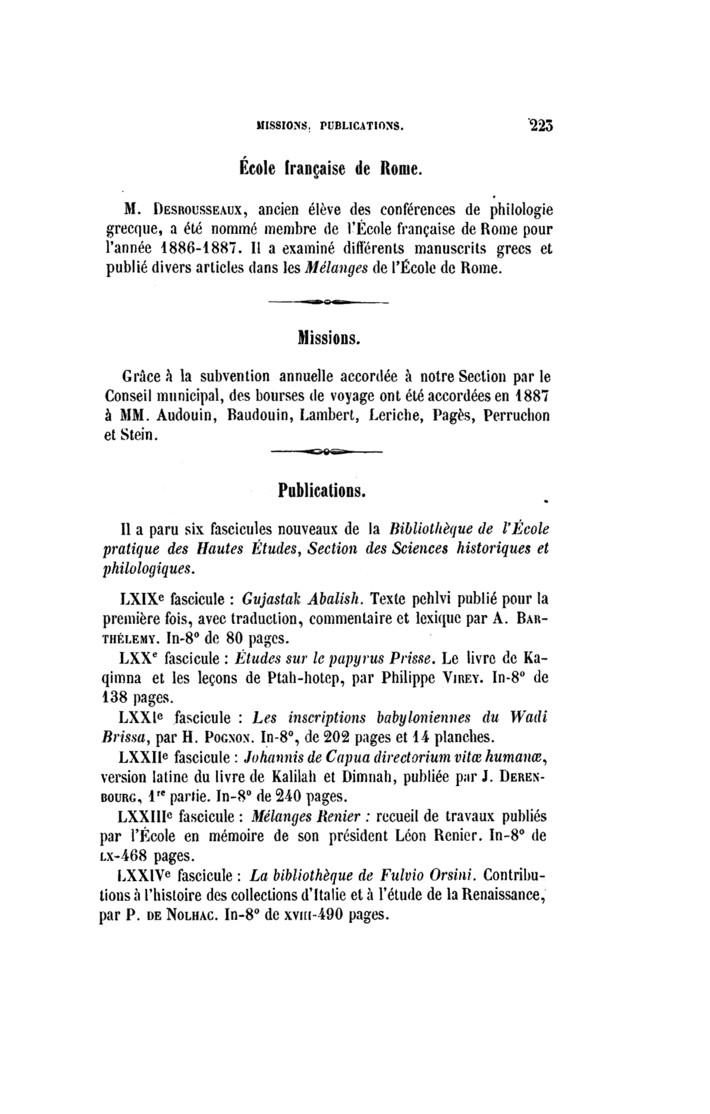 MISSIONS, PUBLICATIONS. 223
École française de Rome.
M. DESROUSSEAUX, ancien élève des conférences de philologie
grecque, a été nommé membre de l'École française de Rome pour
l'année 1886-1887. Il a examiné différents manuscrits grecs et
publié divers articles dans les Mélanges de l'École de Rome.
Missions.
Grâce à la subvention annuelle accordée à notre Section par le
Conseil municipal, des bourses de voyage ont été accordées en 1887
à MM. Audouin, Baudouin, Lambert, Leriche, Pagès, Perruchon
et Stein.
Publications.
Il a paru six fascicules nouveaux de la Bibliothèque de l'École
pratique des Hautes Études, Section des Sciences historiques et
philologiques.
LXIXe fascicule : Gujastak Abalish. Texte pehlvi publié pour la
première fois, avec traduction, commentaire et lexique par A. BAR-
THÉLEMY. In-8° de 80 pages.
LXXe fascicule : Études sur le papyrus Prisse. Le livre de Ka-
qimna et les leçons de Ptah-hotep, par Philippe VIREY. In-8° de
138 pages.
LXXIe fascicule : Les inscriptions babyloniennes du Wadi
Brissa, par H. POGNON. In-8°, de 202 pages et 14 planches.
LXXIIe fascicule : Johannis de Capua directorium vitæ humanæ,
version latine du livre de Kalilah et Dimnah, publiée par J. DEREN-
BOURG, 1re partie. In-8° de 240 pages.
LXXIIIe fascicule : Mélanges Renier : recueil de travaux publiés
par l'École en mémoire de son président Léon Renier. In-8° de
LX-468 pages.
LXXIVe fascicule : La bibliothèque de Fulvio Orsini. Contribu-
tions à l'histoire des collections d'Italie et à l'étude de la Renaissance,
par P. DE NOLHAC. In-8° de XVIII-490 pages.